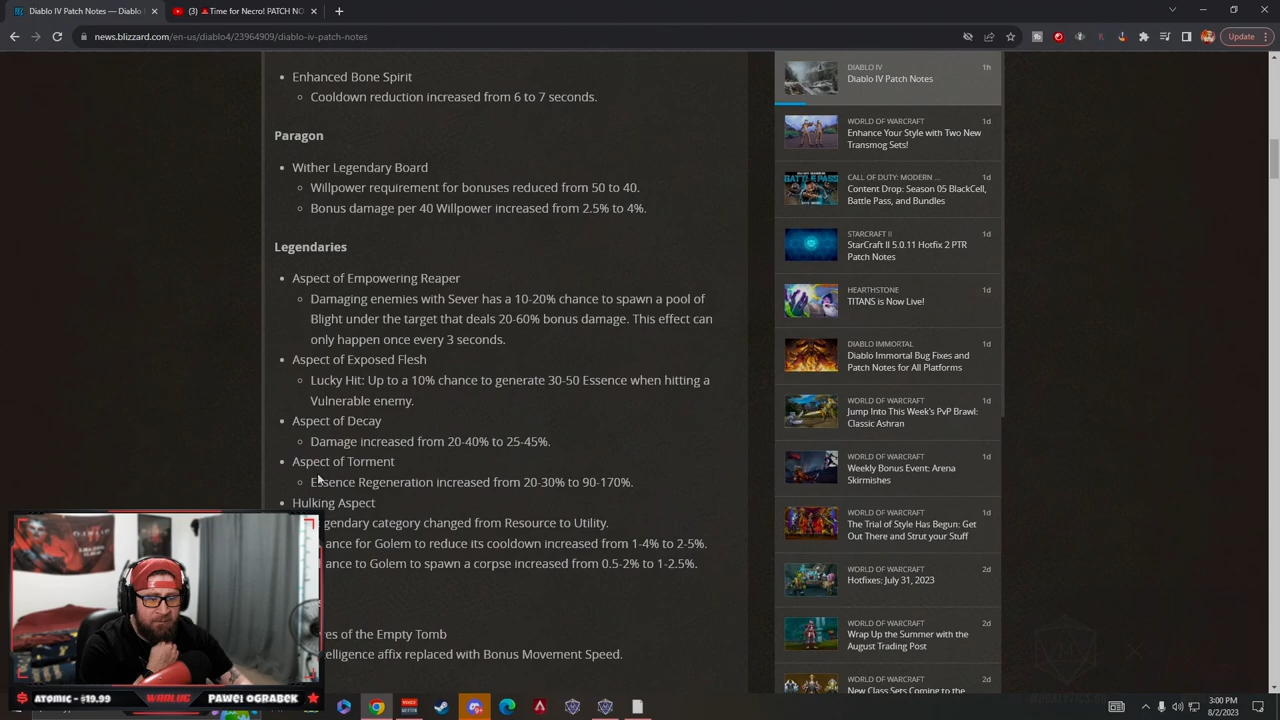 Diablo IV Patch Notes — Diablo I
Time for Necro! PATCH NO
news.blizzard.com/en-us/diablo4/23964909/diablo-iv-patch-notes
Update
Enhanced Bone Spirit
Cooldown reduction increased from 6 to 7 seconds.
Paragon
Wither Legendary Board
Willpower requirement for bonuses reduced from 50 to 40.
Bonus damage per 40 Willpower increased from 2.5% to 4%.
Legendaries
Aspect of Empowering Reaper
Damaging enemies with Sever has a 10-20% chance to spawn a pool of
Blight under the target that deals 20-60% bonus damage. This effect can
only happen once every 3 seconds.
Aspect of Exposed Flesh
Lucky Hit: Up to a 10% chance to generate 30-50 Essence when hitting a
Vulnerable enemy.
Aspect of Decay
Damage increased from 20-40% to 25-45%.
Aspect of Torment
Essence Regeneration increased from 20-30% to 90-170%.
Hulking Aspect
egendary category changed from Resource to Utility.
ance for Golem to reduce its cooldown increased from 1-4% to 2-5%.
ance to Golem to spawn a corpse increased from 0.5-2% to 1-2.5%.
res of the Empty Tomb
telligence affix replaced with Bonus Movement Speed.
DIABLO IV 1h
Diablo IV Patch Notes
WORLD OF WARCRAFT 1d
Enhance Your Style with Two New
Transmog Sets!
CALL OF DUTY: MODERN ... 1d
Content Drop: Season 05 BlackCell,
Battle Pass, and Bundles
STARCRAFT II 1d
StarCraft II 5.0.11 Hotfix 2 PTR
Patch Notes
HEARTHSTONE 1d
TITANS is Now Live!
DIABLO IMMORTAL 1d
Diablo Immortal Bug Fixes and
Patch Notes for All Platforms
WORLD OF WARCRAFT 1d
Jump Into This Week's PvP Brawl:
Classic Ashran
WORLD OF WARCRAFT 1d
Weekly Bonus Event: Arena
Skirmishes
WORLD OF WARCRAFT 1d
The Trial of Style Has Begun: Get
Out There and Strut your Stuff
WORLD OF WARCRAFT 2d
Hotfixes: July 31, 2023
WORLD OF WARCRAFT 2d
Wrap Up the Summer with the
August Trading Post
WORLD OF WARCRAFT 2d
New Class Sets Coming to the
ATOMIC - $19.99 WARLUG PAWEł OGRABEK
3:00 PM
8/2/2023